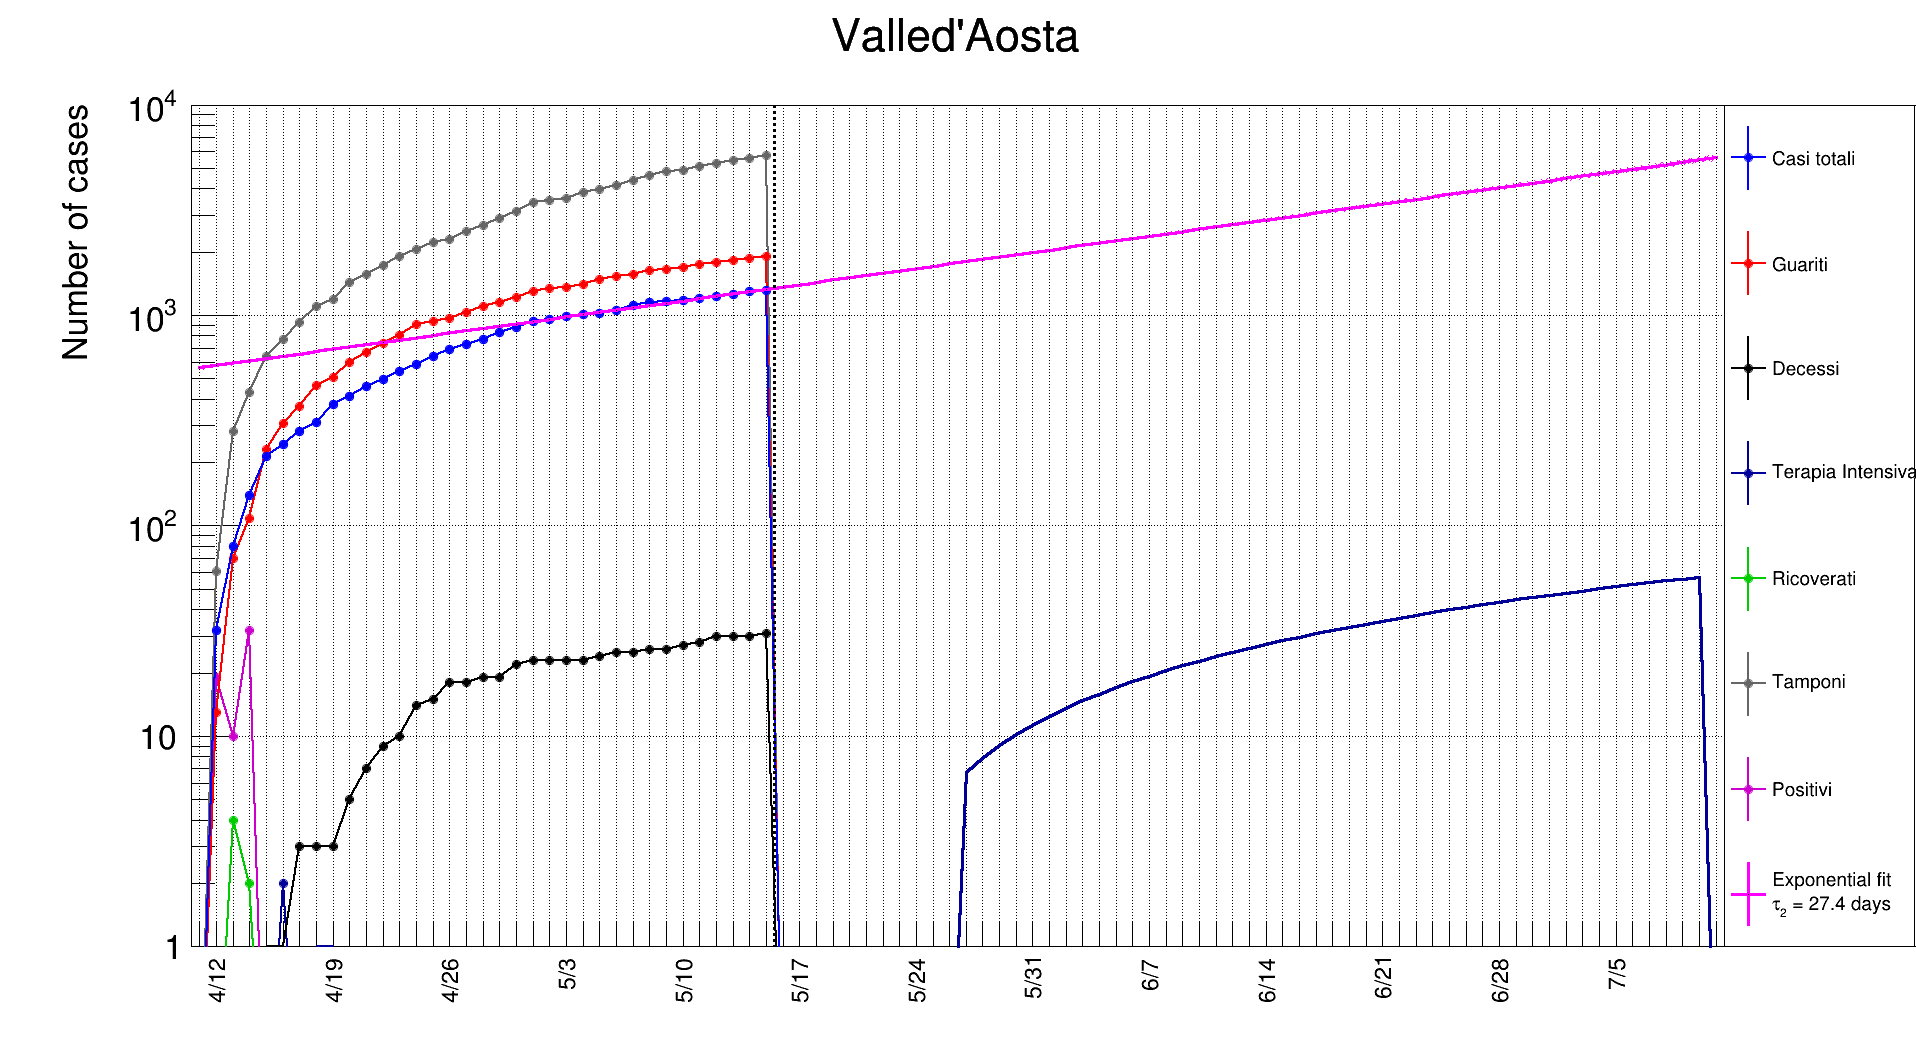 Valled'Aosta
Number of cases
10^4
10^3
10^2
10
1
4/12
4/19
4/26
5/3
5/10
5/17
5/24
5/31
6/7
6/14
6/21
6/28
7/5
Casi totali
Guariti
Decessi
Terapia Intensiva
Ricoverati
Tamponi
Positivi
Exponential fit
τ₂ = 27.4 days